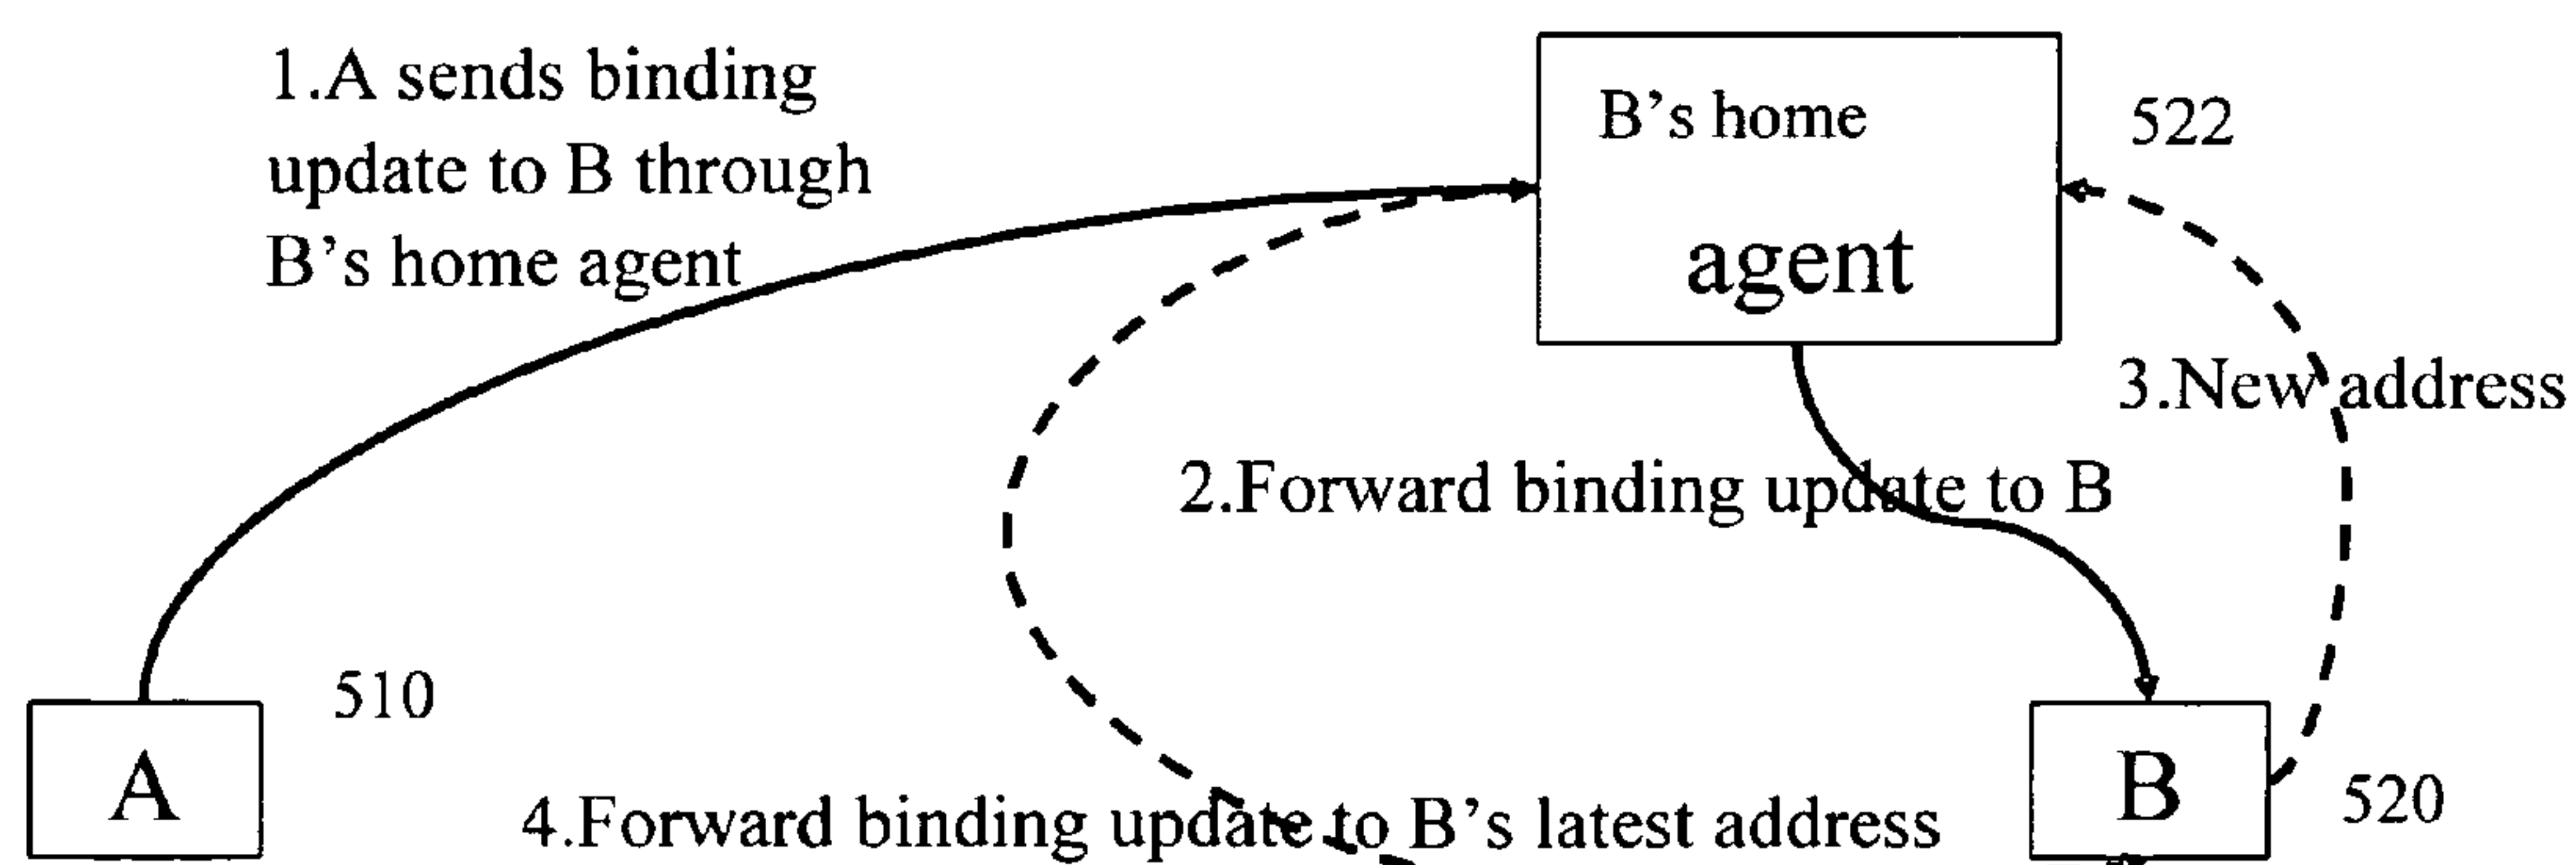 1.A sends binding
update to B through
B's home agent
B's home
agent
522
3.New address
2.Forward binding update to B
510
A
B
520
4.Forward binding update to B's latest address